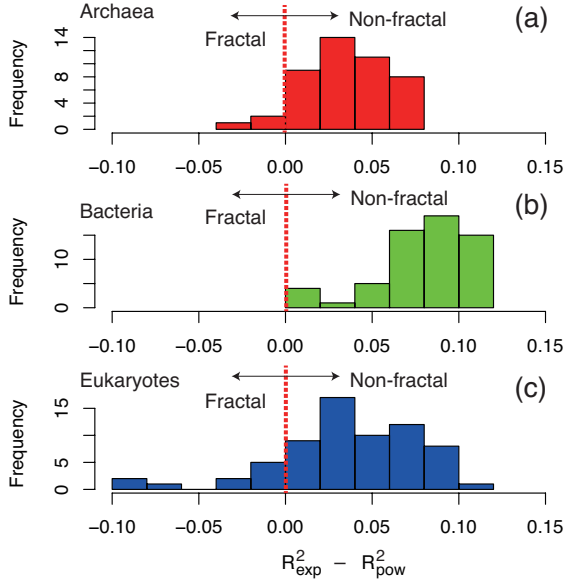 Archaea
Non-fractal
(a)
Fractal
Frequency
14
8
4
0
−0.10 −0.05 0.00 0.05 0.10 0.15
Bacteria
Non-fractal
(b)
Fractal
Frequency
10
0
−0.10 −0.05 0.00 0.05 0.10 0.15
Eukaryotes
Non-fractal
(c)
Fractal
Frequency
15
5
0
−0.10 −0.05 0.00 0.05 0.10 0.15
R²exp − R²pow